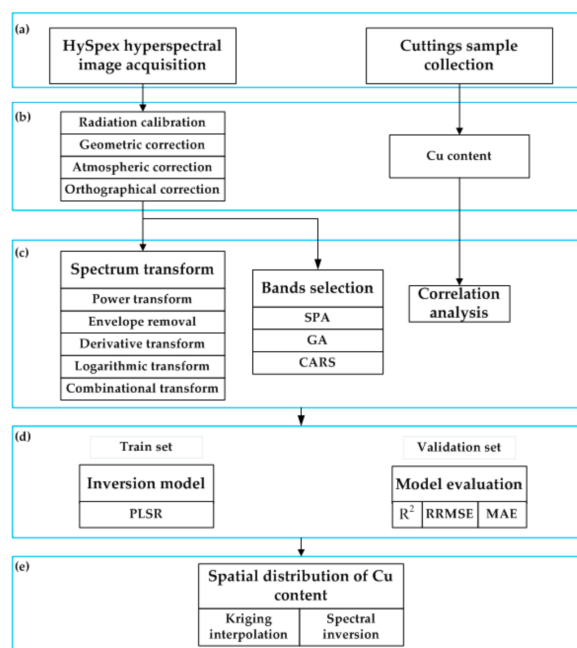 (a)
HySpex hyperspectral
image acquisition
Cuttings sample
collection
(b)
Radiation calibration
Geometric correction
Atmospheric correction
Orthographical correction
Cu content
(c)
Spectrum transform
Power transform
Envelope removal
Derivative transform
Logarithmic transform
Combinational transform
Bands selection
SPA
GA
CARS
Correlation
analysis
(d)
Train set
Inversion model
PLSR
Validation set
Model evaluation
R² RRMSE MAE
(e)
Spatial distribution of Cu
content
Kriging
interpolation
Spectral
inversion